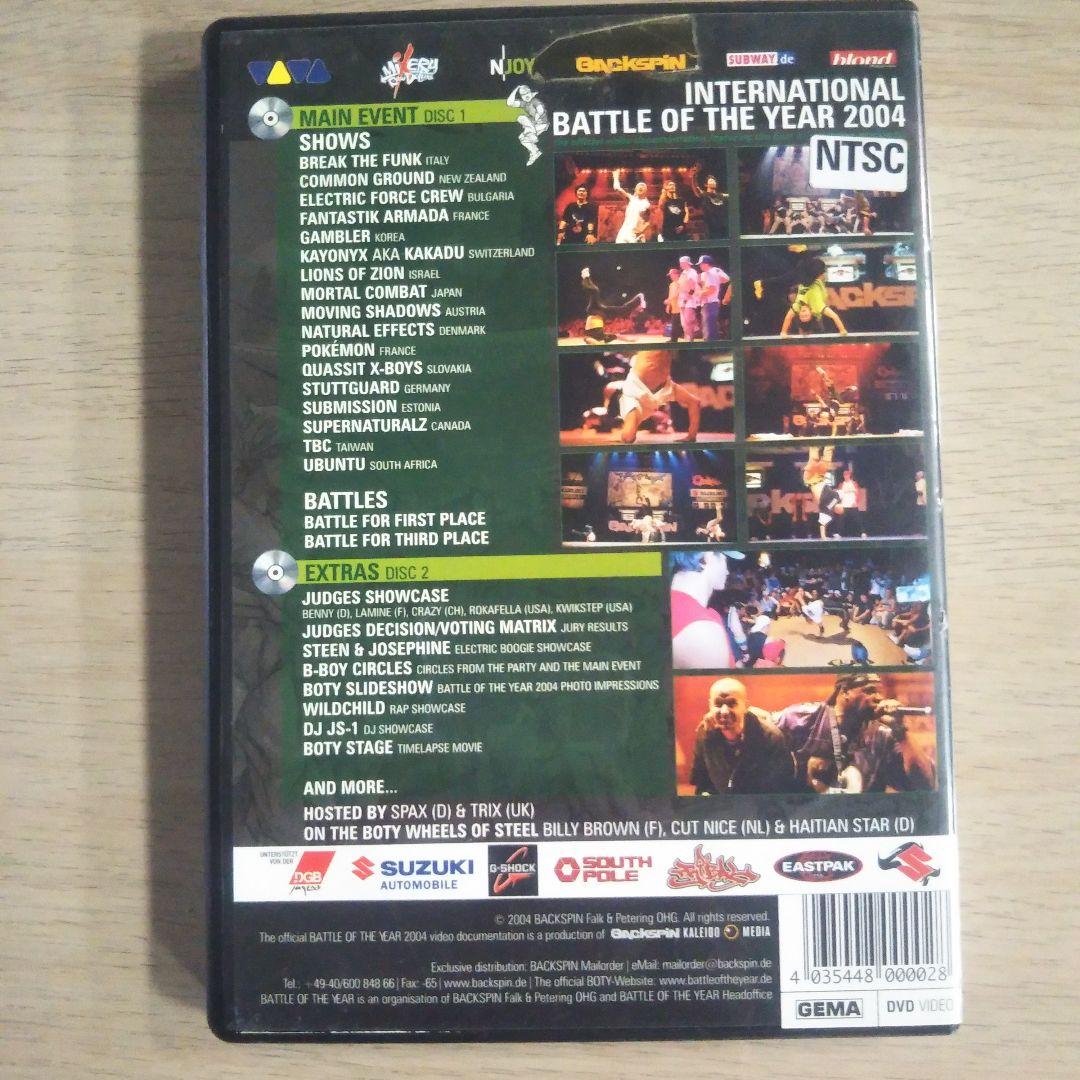 VIVA
MIXERY
NJOY
BACKSPIN
SUBWAY de
blond
INTERNATIONAL
BATTLE OF THE YEAR 2004
NTSC
MAIN EVENT DISC 1
SHOWS
BREAK THE FUNK ITALY
COMMON GROUND NEW ZEALAND
ELECTRIC FORCE CREW BULGARIA
FANTASTIK ARMADA FRANCE
GAMBLER KOREA
KAYONYX AKA KAKADU SWITZERLAND
LIONS OF ZION ISRAEL
MORTAL COMBAT JAPAN
MOVING SHADOWS AUSTRIA
NATURAL EFFECTS DENMARK
POKÉMON FRANCE
QUASSIT X-BOYS SLOVAKIA
STUTTGUARD GERMANY
SUBMISSION ESTONIA
SUPERNATURALZ CANADA
TBC TAIWAN
UBUNTU SOUTH AFRICA
BATTLES
BATTLE FOR FIRST PLACE
BATTLE FOR THIRD PLACE
EXTRAS DISC 2
JUDGES SHOWCASE
BENNY (D), LAMINE (F), CRAZY (CH), ROKAFELLA (USA), KWIKSTEP (USA)
JUDGES DECISION/VOTING MATRIX JURY RESULTS
STEEN & JOSEPHINE ELECTRIC BOOGIE SHOWCASE
B-BOY CIRCLES CIRCLES FROM THE PARTY AND THE MAIN EVENT
BOTY SLIDESHOW BATTLE OF THE YEAR 2004 PHOTO IMPRESSIONS
WILDCHILD RAP SHOWCASE
DJ JS-1 DJ SHOWCASE
BOTY STAGE TIMELAPSE MOVIE
AND MORE...
HOSTED BY SPAX (D) & TRIX (UK)
ON THE BOTY WHEELS OF STEEL BILLY BROWN (F), CUT NICE (NL) & HAITIAN STAR (D)
UNTERSTÜTZT
VON DER
DGB
SUZUKI
AUTOMOBILE
G-SHOCK
SOUTH
POLE
EASTPAK
© 2004 BACKSPIN Falk & Petering OHG. All rights reserved.
The official BATTLE OF THE YEAR 2004 video documentation is a production of BACKSPIN KALEIDO MEDIA
Exclusive distribution: BACKSPIN Mailorder | eMail: mailorder@backspin.de
Tel.: +49-40/600 848 66 | Fax: -65 | www.backspin.de | The official BOTY-Website: www.battleoftheyear.de
BATTLE OF THE YEAR is an organisation of BACKSPIN Falk & Petering OHG and BATTLE OF THE YEAR Headoffice
4 035448 000028
GEMA
DVD VIDEO